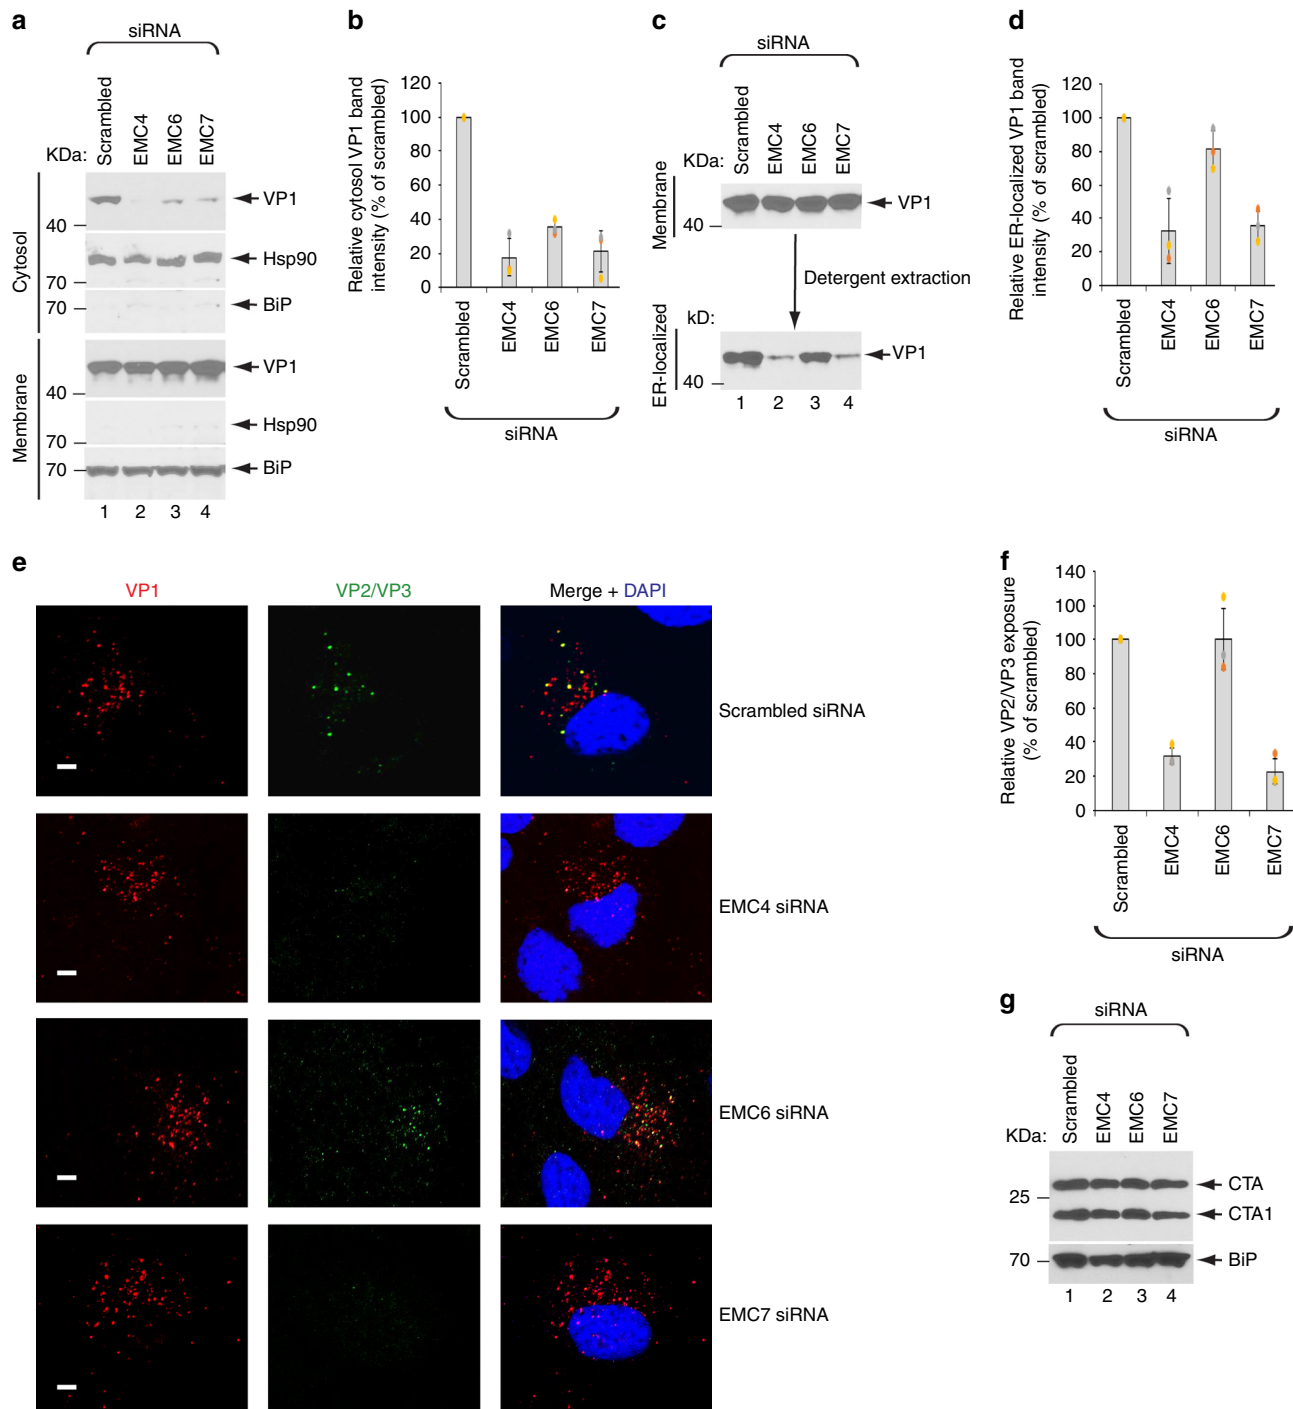 a
siRNA
Scrambled
EMC4
EMC6
EMC7
KDa:
Cytosol
VP1
40
Hsp90
70
BiP
70
Membrane
VP1
40
Hsp90
70
BiP
70
1 2 3 4
b
Relative cytosol VP1 band
intensity (% of scrambled)
120
100
80
60
40
20
0
Scrambled
EMC4
EMC6
EMC7
siRNA
c
siRNA
Scrambled
EMC4
EMC6
EMC7
KDa:
Membrane
VP1
40
Detergent extraction
kD:
ER-localized
VP1
40
1 2 3 4
d
Relative ER-localized VP1 band
intensity (% of scrambled)
120
100
80
60
40
20
0
Scrambled
EMC4
EMC6
EMC7
siRNA
e
VP1 VP2/VP3 Merge + DAPI
Scrambled siRNA
EMC4 siRNA
EMC6 siRNA
EMC7 siRNA
f
Relative VP2/VP3 exposure
(% of scrambled)
140
100
100
80
60
40
20
0
Scrambled
EMC4
EMC6
EMC7
siRNA
g
siRNA
Scrambled
EMC4
EMC6
EMC7
KDa:
CTA
25
CTA1
70
BiP
1 2 3 4